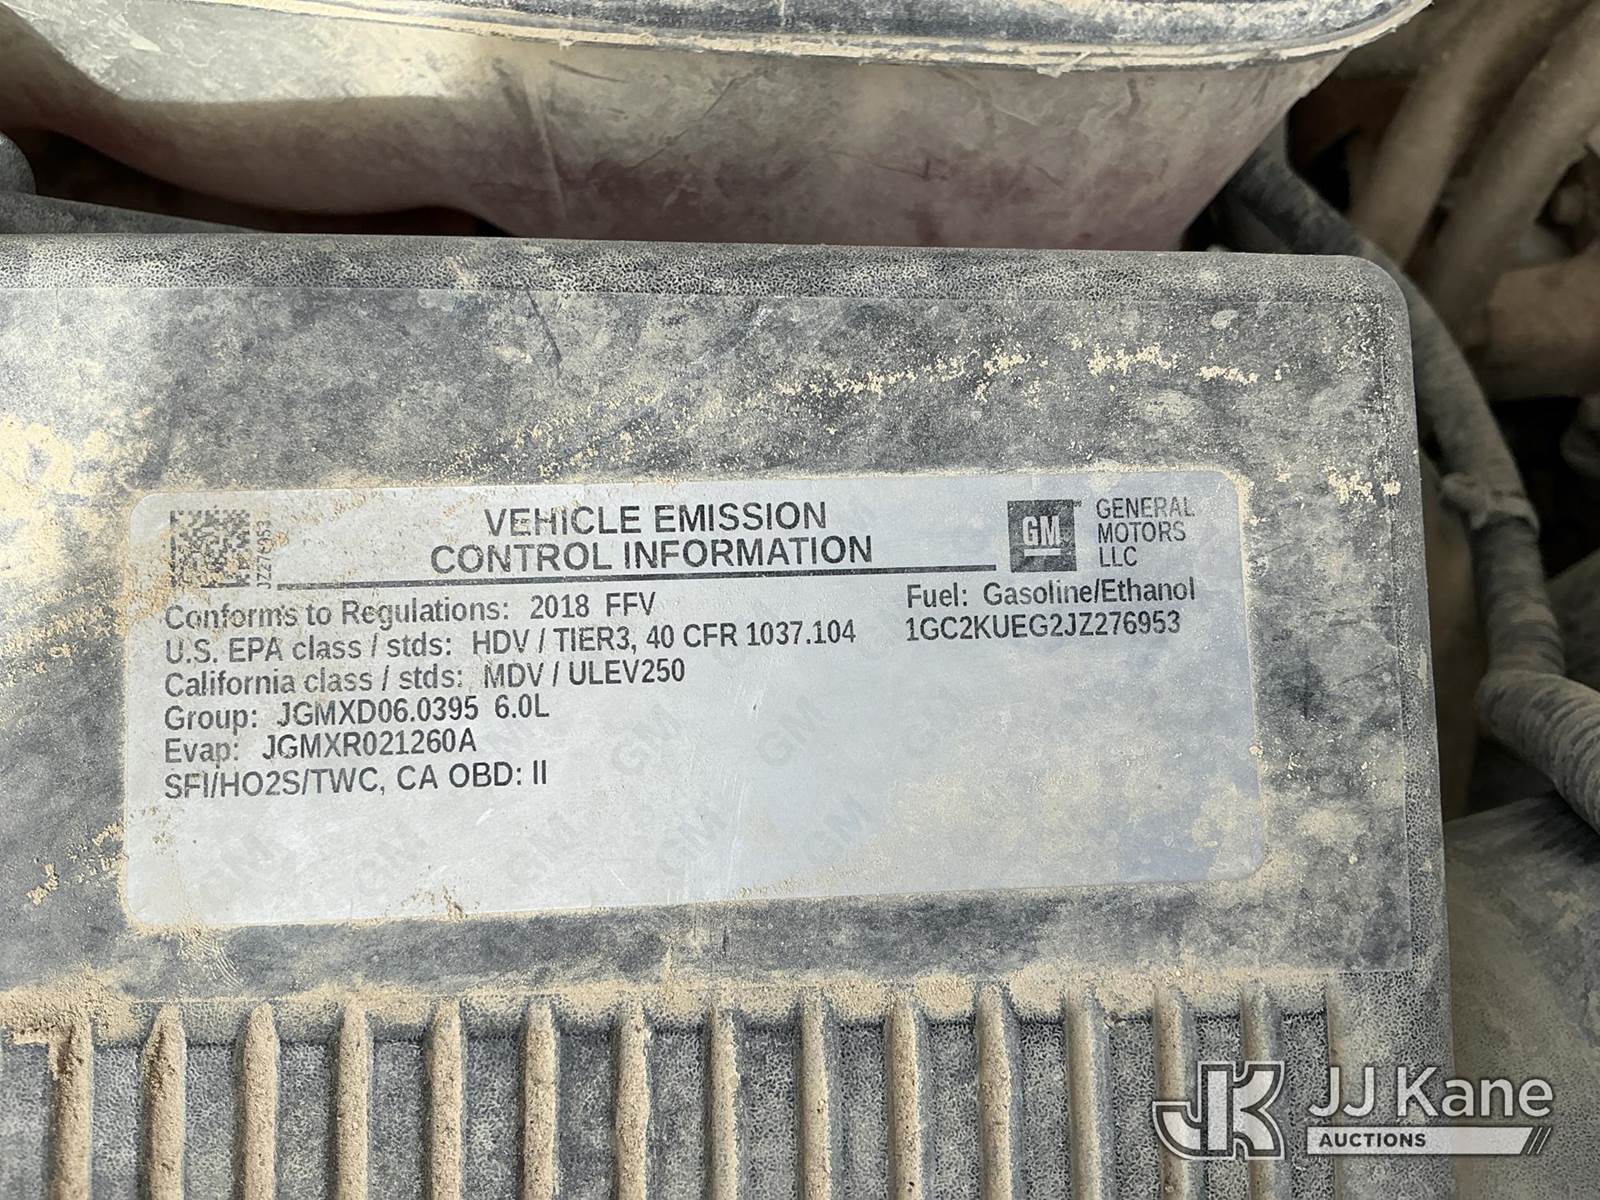 JZ276953
VEHICLE EMISSION
CONTROL INFORMATION
GM
GENERAL
MOTORS
LLC
Conforms to Regulations: 2018 FFV
U.S. EPA class / stds: HDV / TIER3, 40 CFR 1037.104
California class / stds: MDV / ULEV250
Group: JGMXD06.0395 6.0L
Evap: JGMXR021260A
SFI/HO2S/TWC, CA OBD: II
Fuel: Gasoline/Ethanol
1GC2KUEG2JZ276953
JK JJ Kane
AUCTIONS